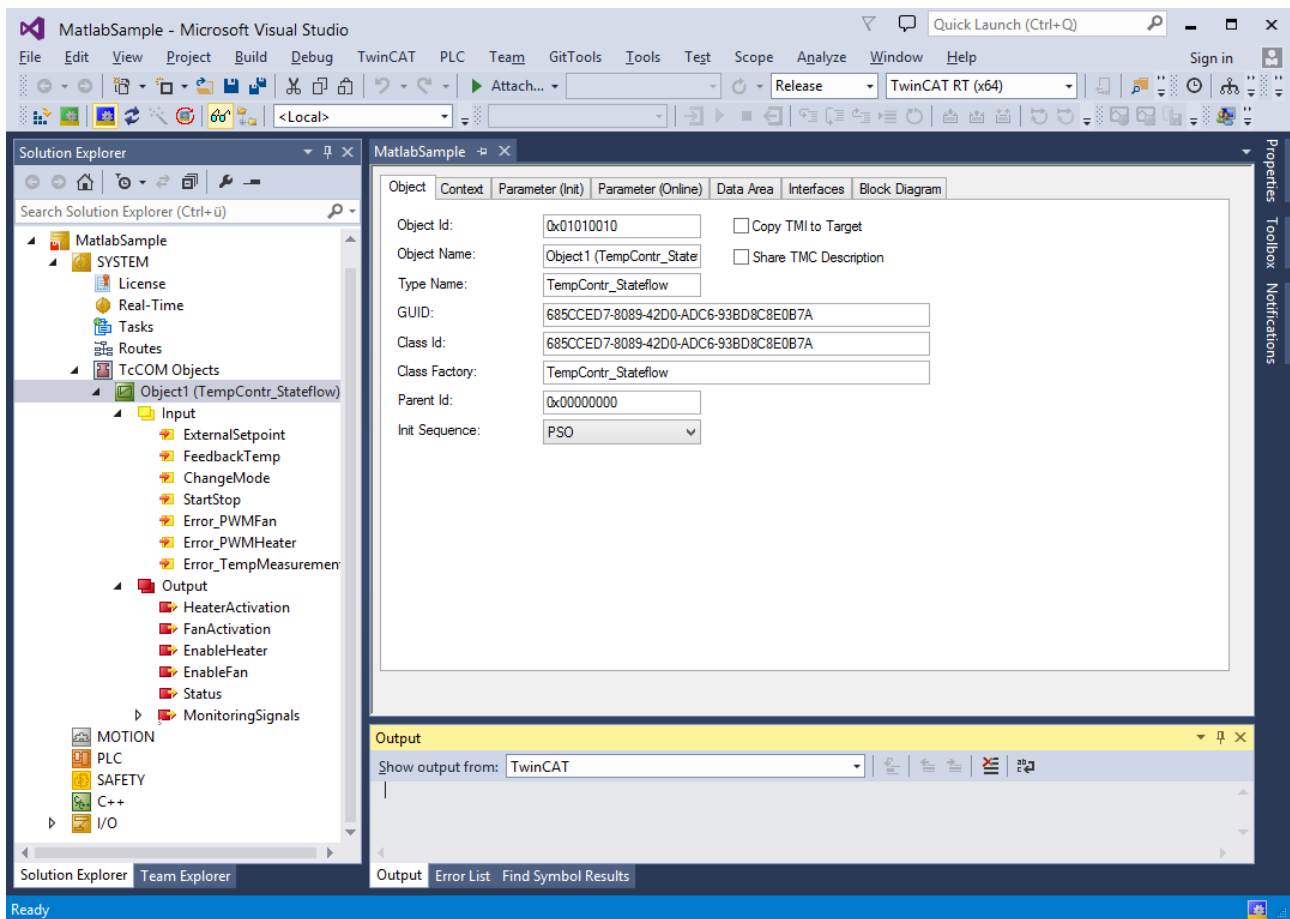 MatlabSample - Microsoft Visual Studio
Quick Launch (Ctrl+Q)
File Edit View Project Build Debug TwinCAT PLC Team GitTools Tools Test Scope Analyze Window Help Sign in
Attach... Release TwinCAT RT (x64)
<Local>
Solution Explorer
Search Solution Explorer (Ctrl+ü)
MatlabSample
SYSTEM
License
Real-Time
Tasks
Routes
TcCOM Objects
Object1 (TempContr_Stateflow)
Input
ExternalSetpoint
FeedbackTemp
ChangeMode
StartStop
Error_PWMFan
Error_PWMHeater
Error_TempMeasuremen
Output
HeaterActivation
FanActivation
EnableHeater
EnableFan
Status
MonitoringSignals
MOTION
PLC
SAFETY
C++
I/O
Solution Explorer Team Explorer
MatlabSample
Object Context Parameter (Init) Parameter (Online) Data Area Interfaces Block Diagram
Object Id: 0x01010010 Copy TMI to Target
Object Name: Object1 (TempContr_State Share TMC Description
Type Name: TempContr_Stateflow
GUID: 685CCED7-8089-42D0-ADC6-93BD8C8E0B7A
Class Id: 685CCED7-8089-42D0-ADC6-93BD8C8E0B7A
Class Factory: TempContr_Stateflow
Parent Id: 0x00000000
Init Sequence: PSO
Output
Show output from: TwinCAT
Output Error List Find Symbol Results
Properties
Toolbox
Notifications
Ready